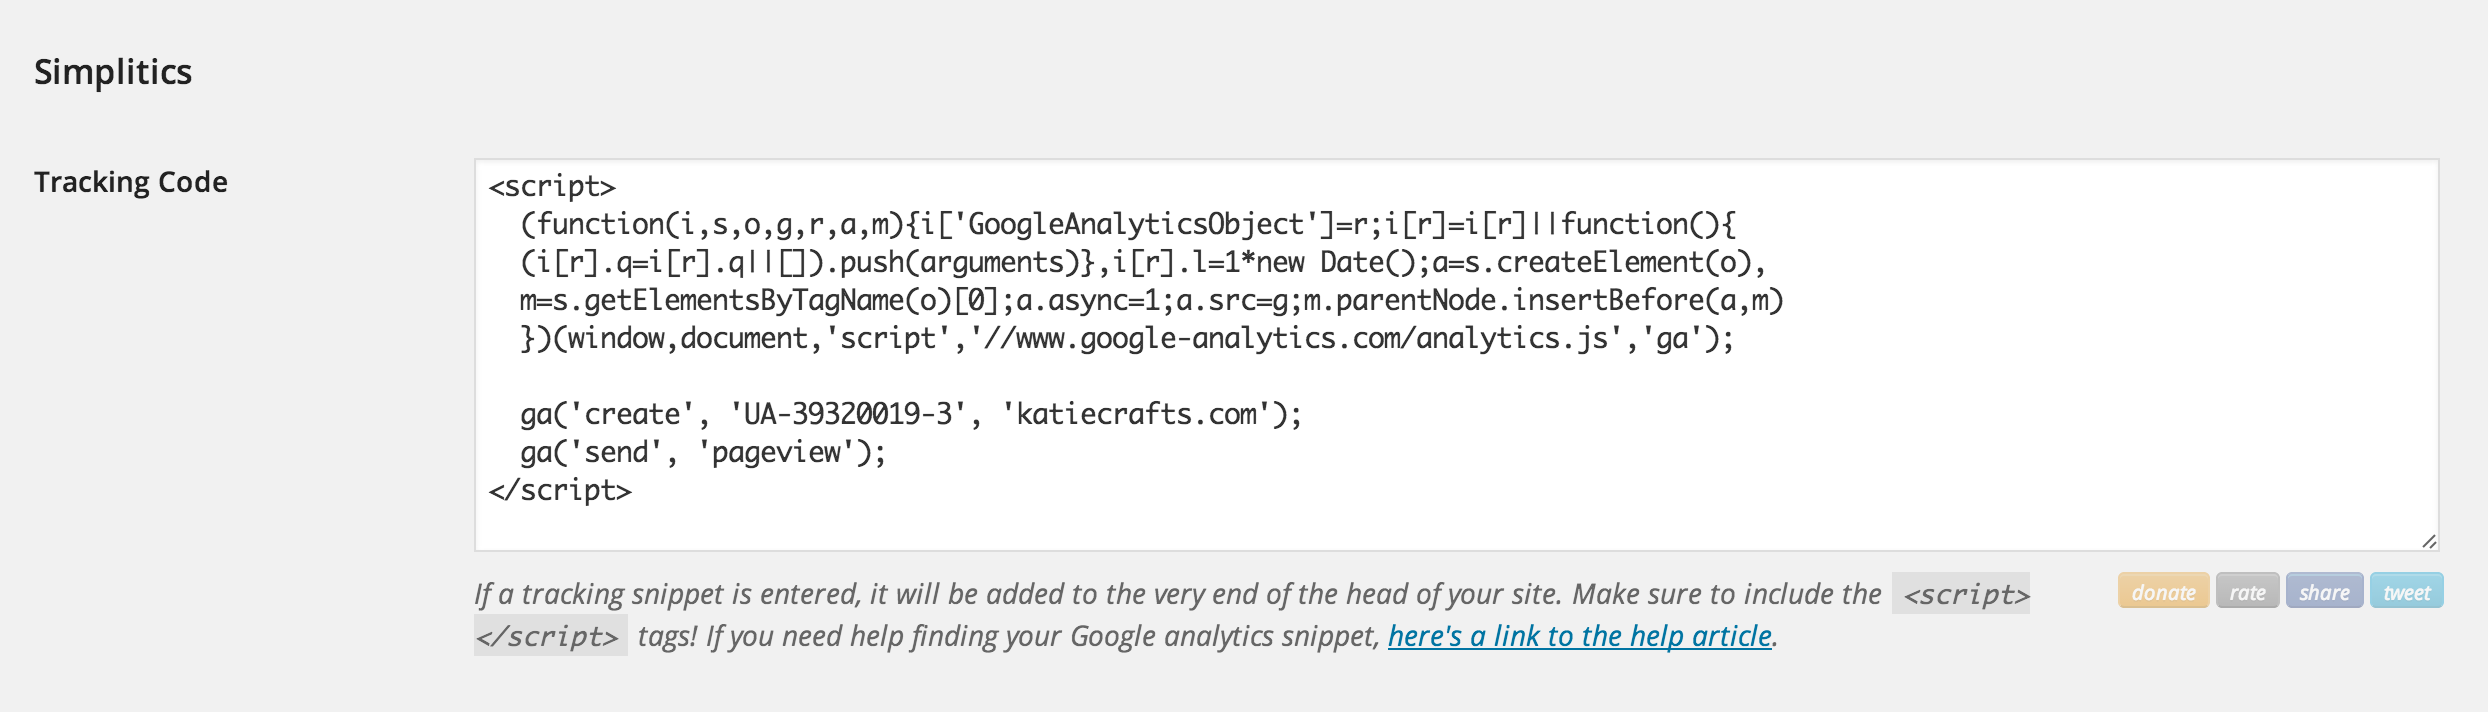 Simplitics
Tracking Code
<script>
(function(i,s,o,g,r,a,m){i['GoogleAnalyticsObject']=r;i[r]=i[r]||function(){
(i[r].q=i[r].q||[]).push(arguments)},i[r].l=1*new Date();a=s.createElement(o),
m=s.getElementsByTagName(o)[0];a.async=1;a.src=g;m.parentNode.insertBefore(a,m)
})(window,document,'script','//www.google-analytics.com/analytics.js','ga');
ga('create', 'UA-39320019-3', 'katiecrafts.com');
ga('send', 'pageview');
</script>
If a tracking snippet is entered, it will be added to the very end of the head of your site. Make sure to include the <script>
</script> tags! If you need help finding your Google analytics snippet, here's a link to the help article.
donate rate share tweet